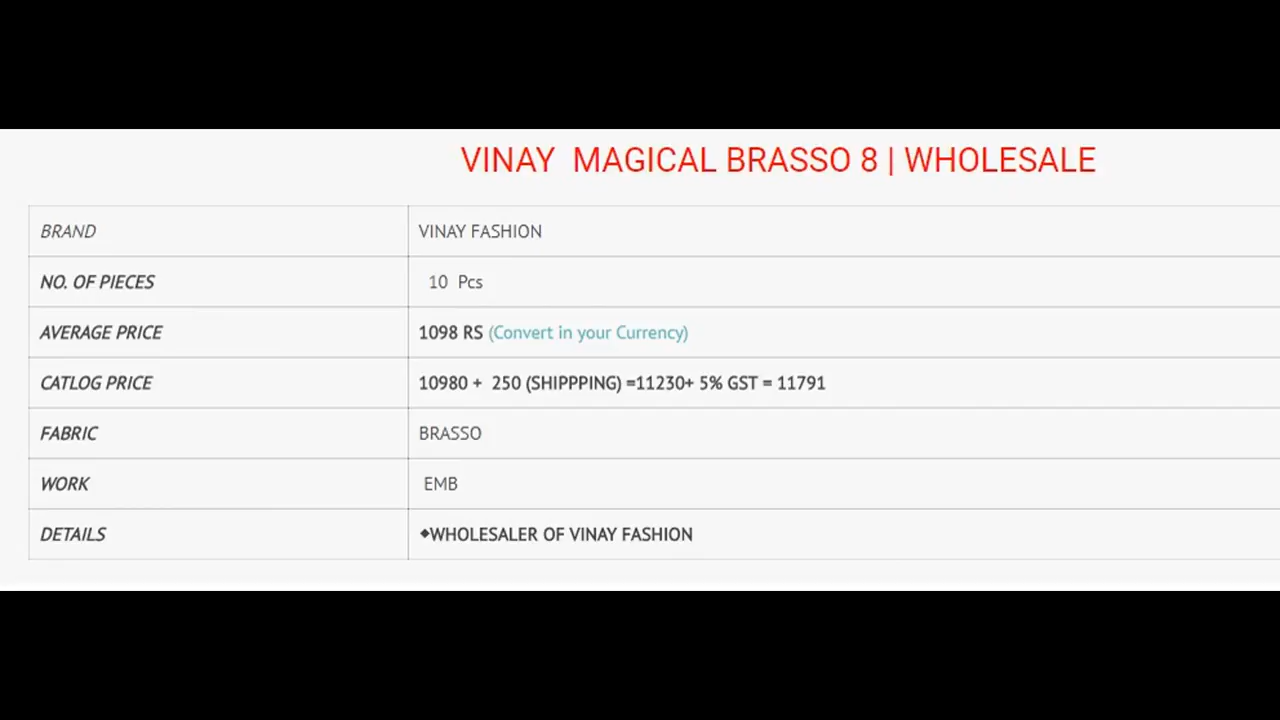 VINAY MAGICAL BRASSO 8 | WHOLESALE
BRAND VINAY FASHION
NO. OF PIECES 10 Pcs
AVERAGE PRICE 1098 RS (Convert in your Currency)
CATLOG PRICE 10980 + 250 (SHIPPPING) =11230+ 5% GST = 11791
FABRIC BRASSO
WORK EMB
DETAILS ❖WHOLESALER OF VINAY FASHION